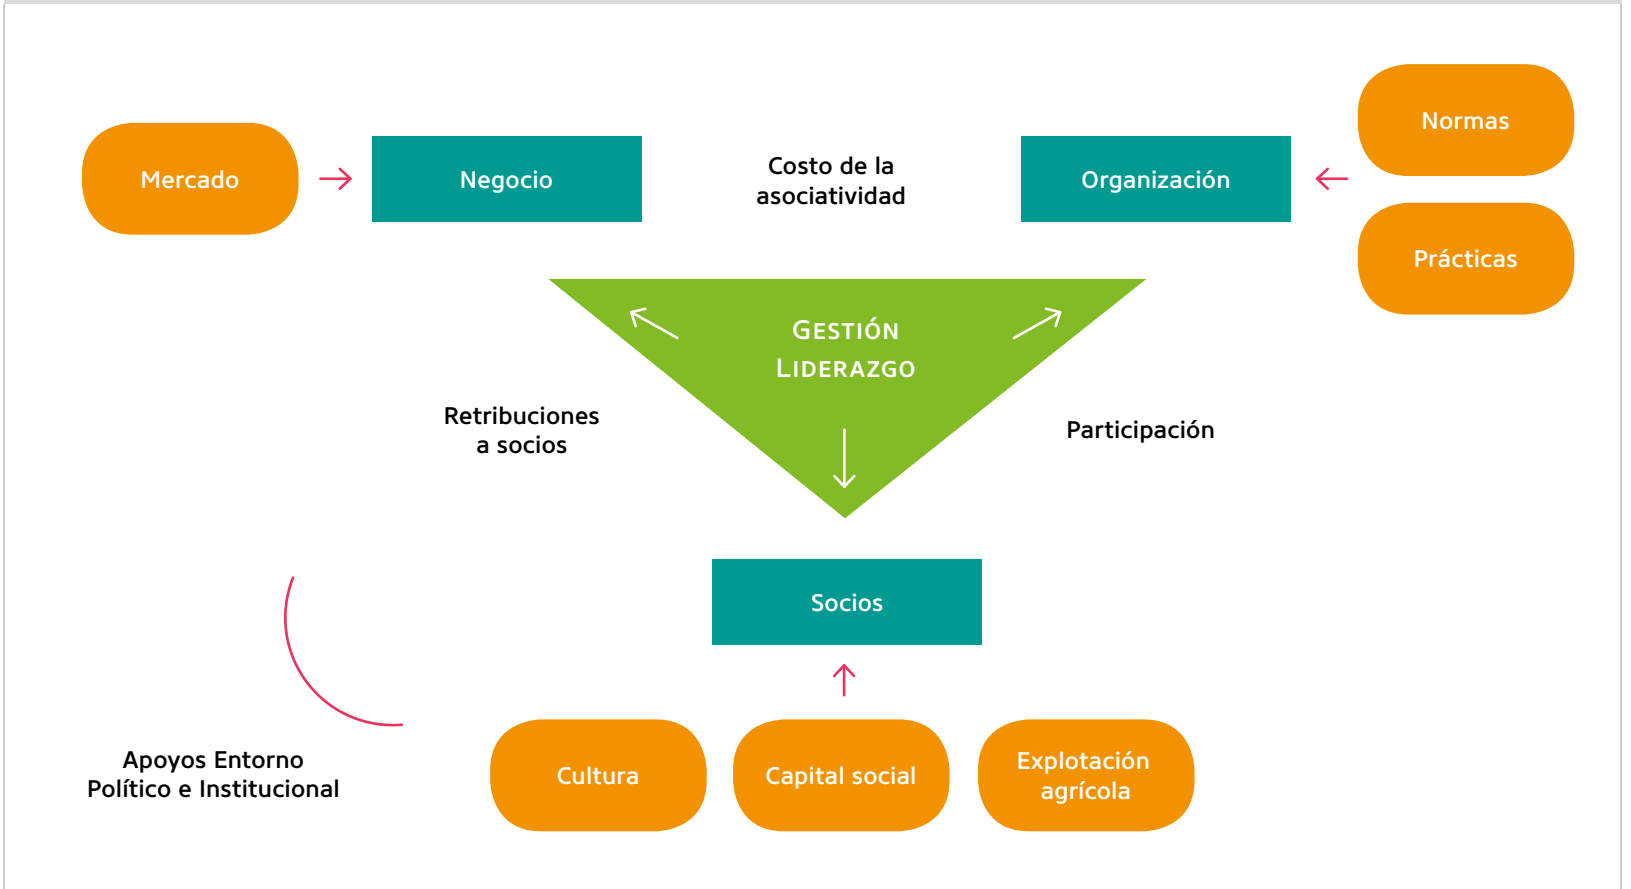 Mercado
Negocio
Costo de la
asociatividad
Organización
Normas
Prácticas
GESTIÓN
LIDERAZGO
Retribuciones
a socios
Participación
Socios
Apoyos Entorno
Político e Institucional
Cultura
Capital social
Explotación
agrícola